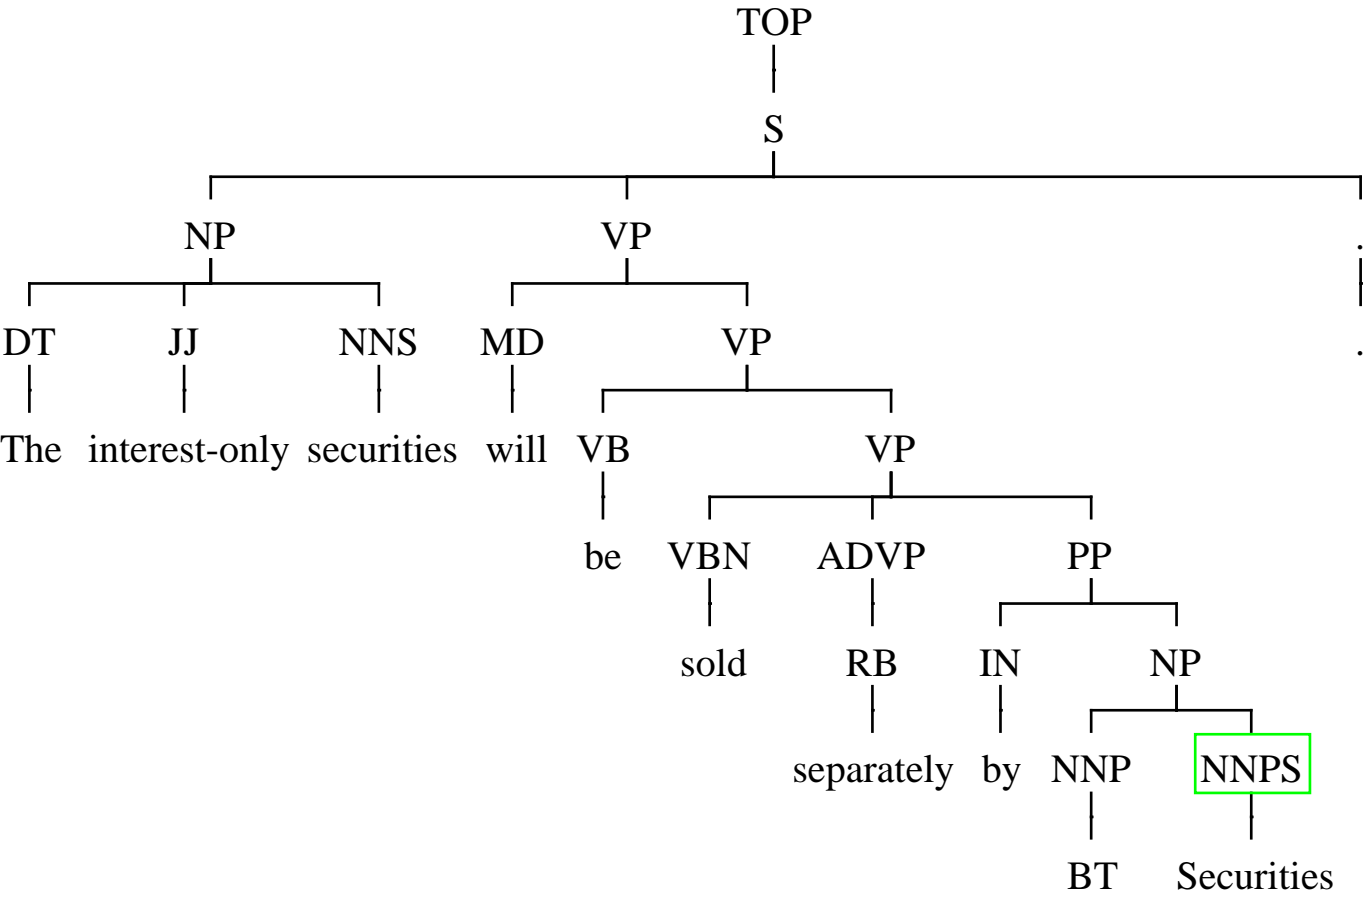 TOP
S
NP VP .
DT JJ NNS MD VP .
The interest-only securities will VB VP
be VBN ADVP PP
sold RB IN NP
separately by NNP NNPS
BT Securities